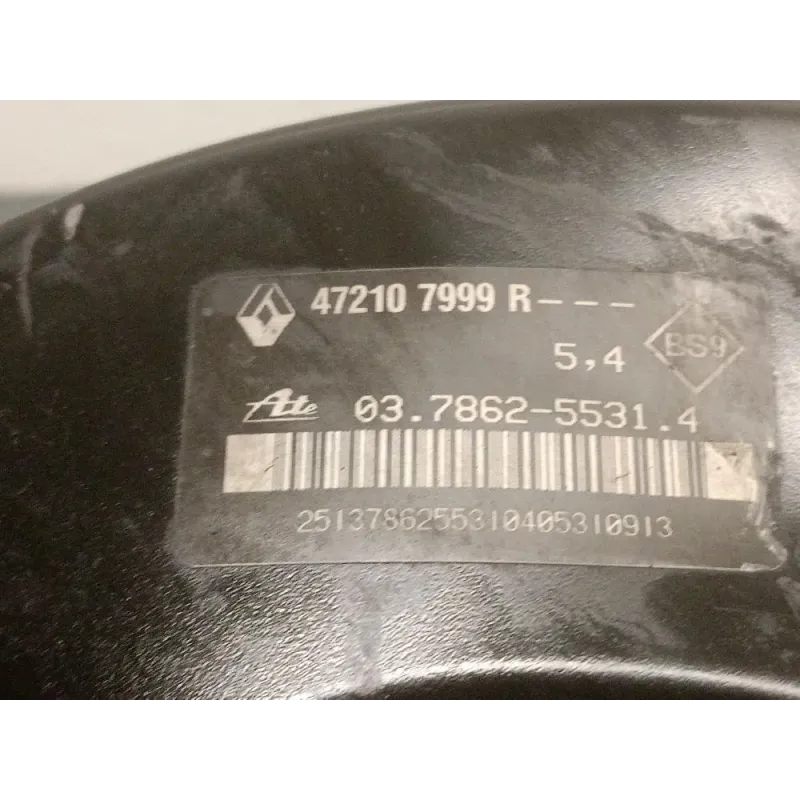 47210 7999 R---
5,4
BS9
Ate 03.7862-5531.4
2513786255310405310913